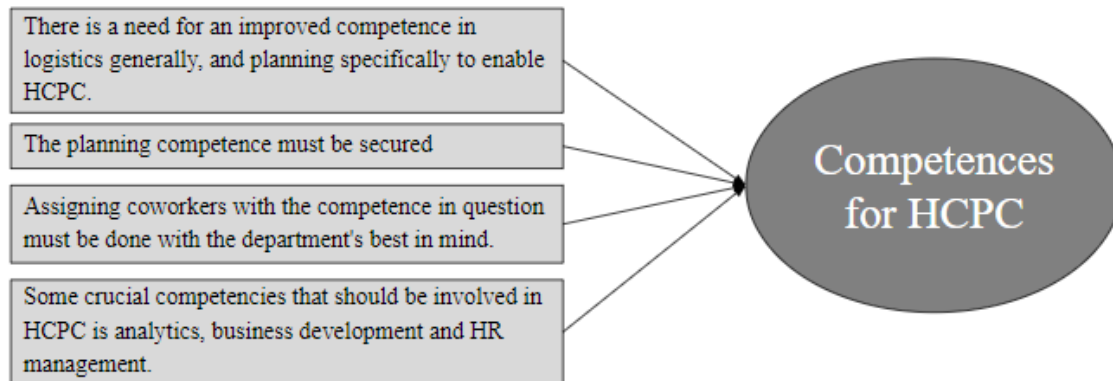 There is a need for an improved competence in
logistics generally, and planning specifically to enable
HCPC.
The planning competence must be secured
Assigning coworkers with the competence in question
must be done with the department's best in mind.
Some crucial competencies that should be involved in
HCPC is analytics, business development and HR
management.
Competences
for HCPC